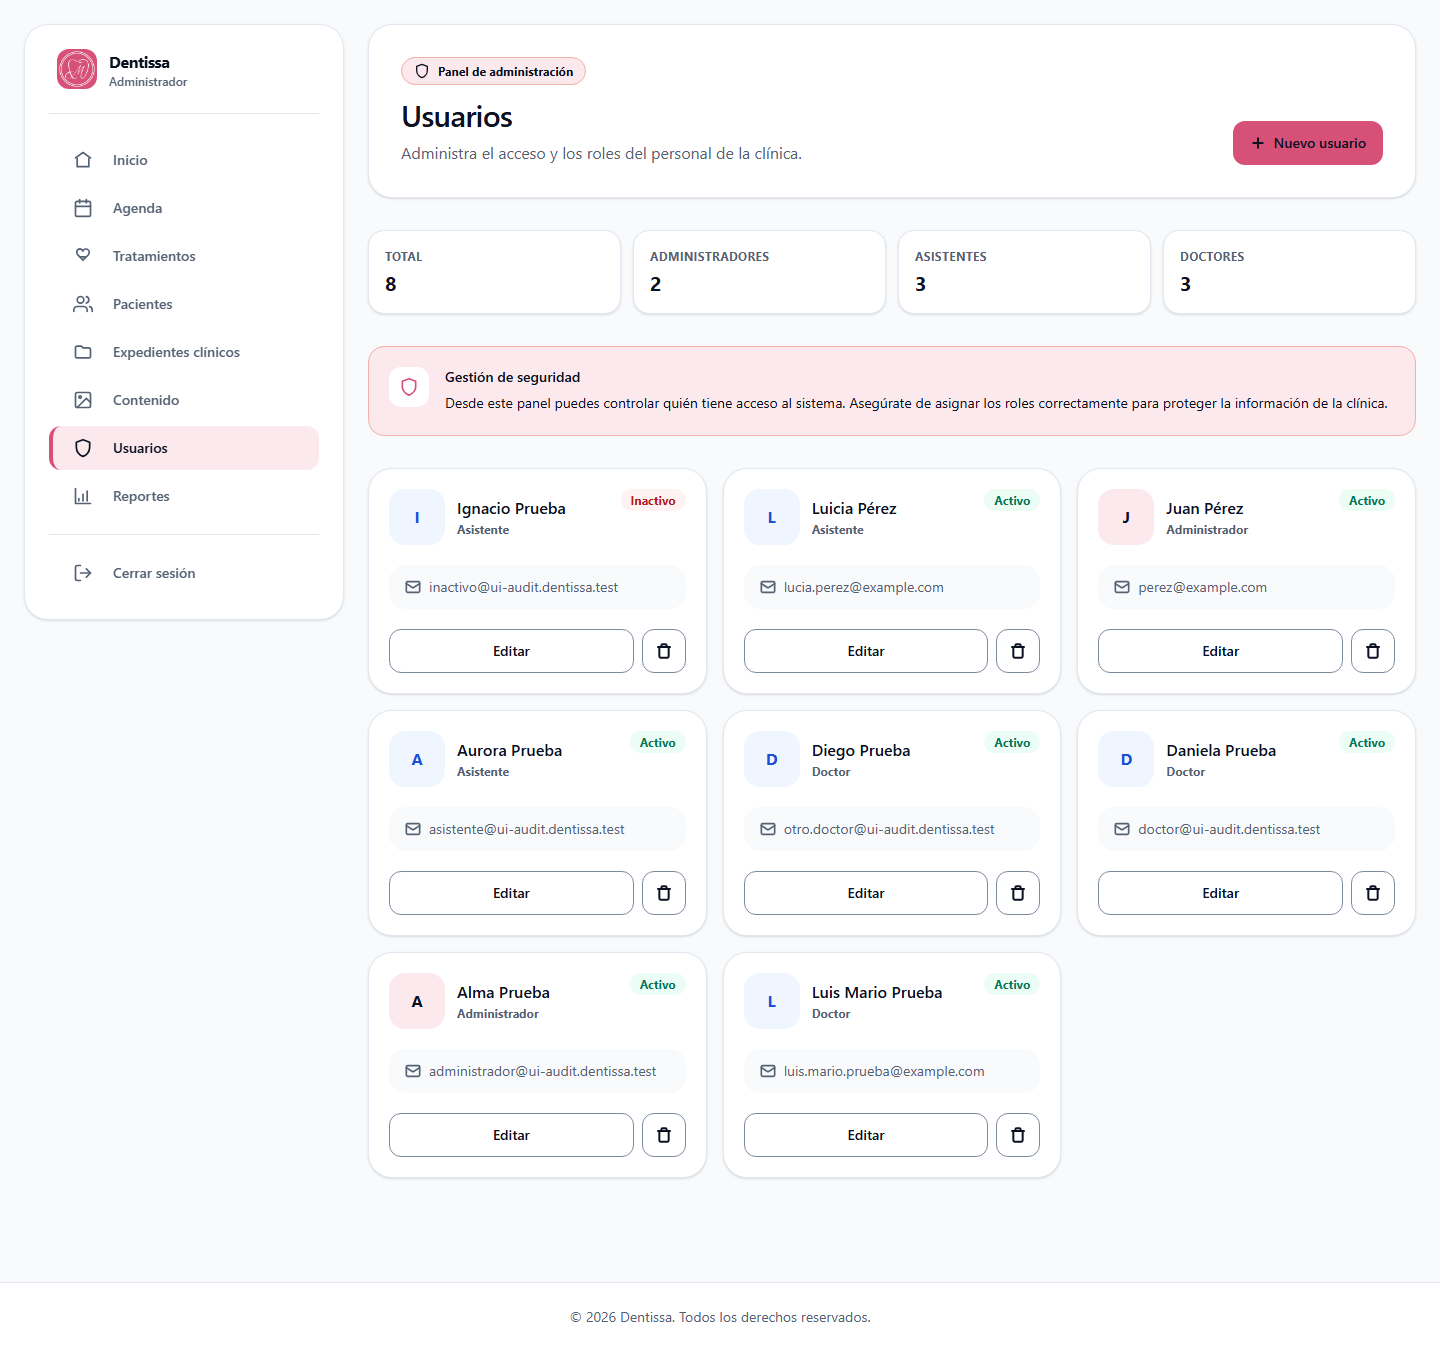 Dentissa
Administrador
Inicio
Agenda
Tratamientos
Pacientes
Expedientes clínicos
Contenido
Usuarios
Reportes
Cerrar sesión
Panel de administración
Usuarios
Administra el acceso y los roles del personal de la clínica.
Nuevo usuario
TOTAL
8
ADMINISTRADORES
2
ASISTENTES
3
DOCTORES
3
Gestión de seguridad
Desde este panel puedes controlar quién tiene acceso al sistema. Asegúrate de asignar los roles correctamente para proteger la información de la clínica.
I
Ignacio Prueba
Asistente
Inactivo
inactivo@ui-audit.dentissa.test
Editar
L
Luicia Pérez
Asistente
Activo
lucia.perez@example.com
Editar
J
Juan Pérez
Administrador
Activo
perez@example.com
Editar
A
Aurora Prueba
Asistente
Activo
asistente@ui-audit.dentissa.test
Editar
D
Diego Prueba
Doctor
Activo
otro.doctor@ui-audit.dentissa.test
Editar
D
Daniela Prueba
Doctor
Activo
doctor@ui-audit.dentissa.test
Editar
A
Alma Prueba
Administrador
Activo
administrador@ui-audit.dentissa.test
Editar
L
Luis Mario Prueba
Doctor
Activo
luis.mario.prueba@example.com
Editar
© 2026 Dentissa. Todos los derechos reservados.